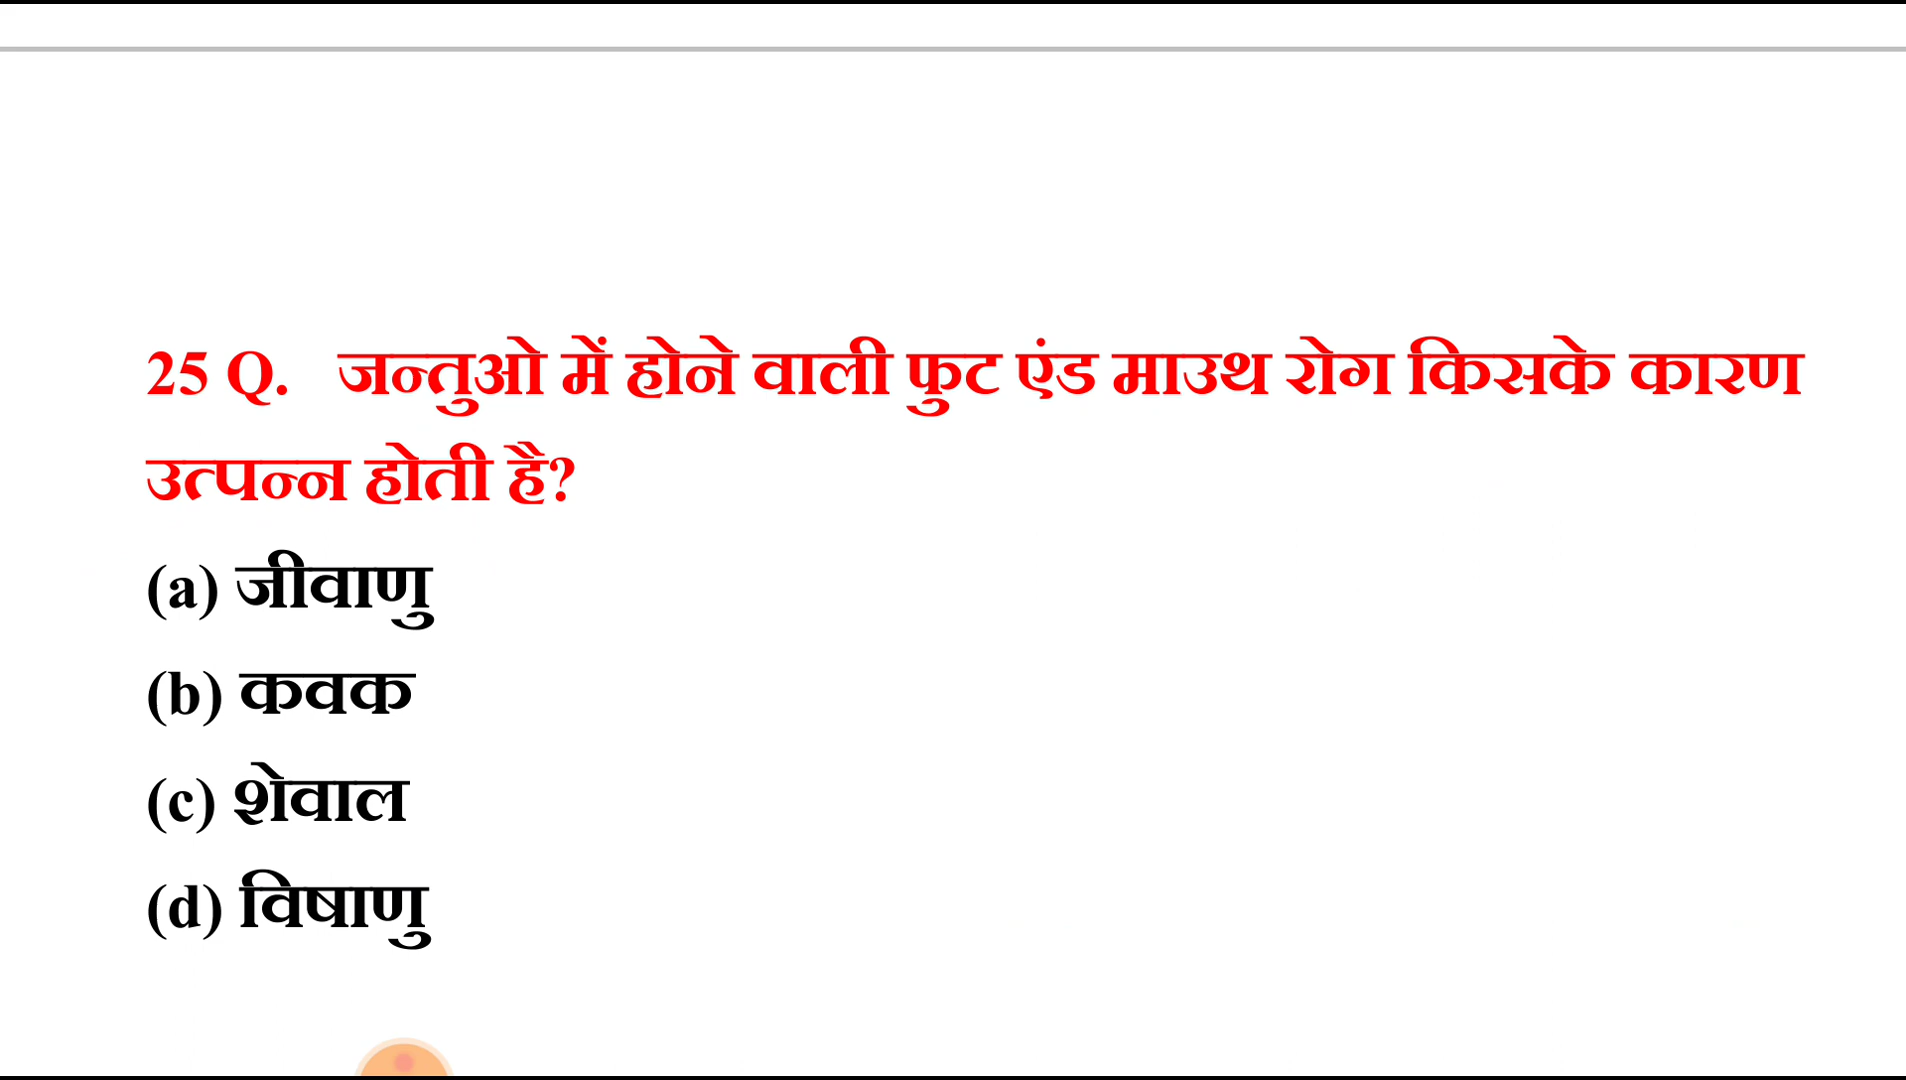 25 Q. जन्तुओ में होने वाली फुट एंड माउथ रोग किसके कारण
उत्पन्न होती है?
(a) जीवाणु
(b) कवक
(c) शेवाल
(d) विषाणु